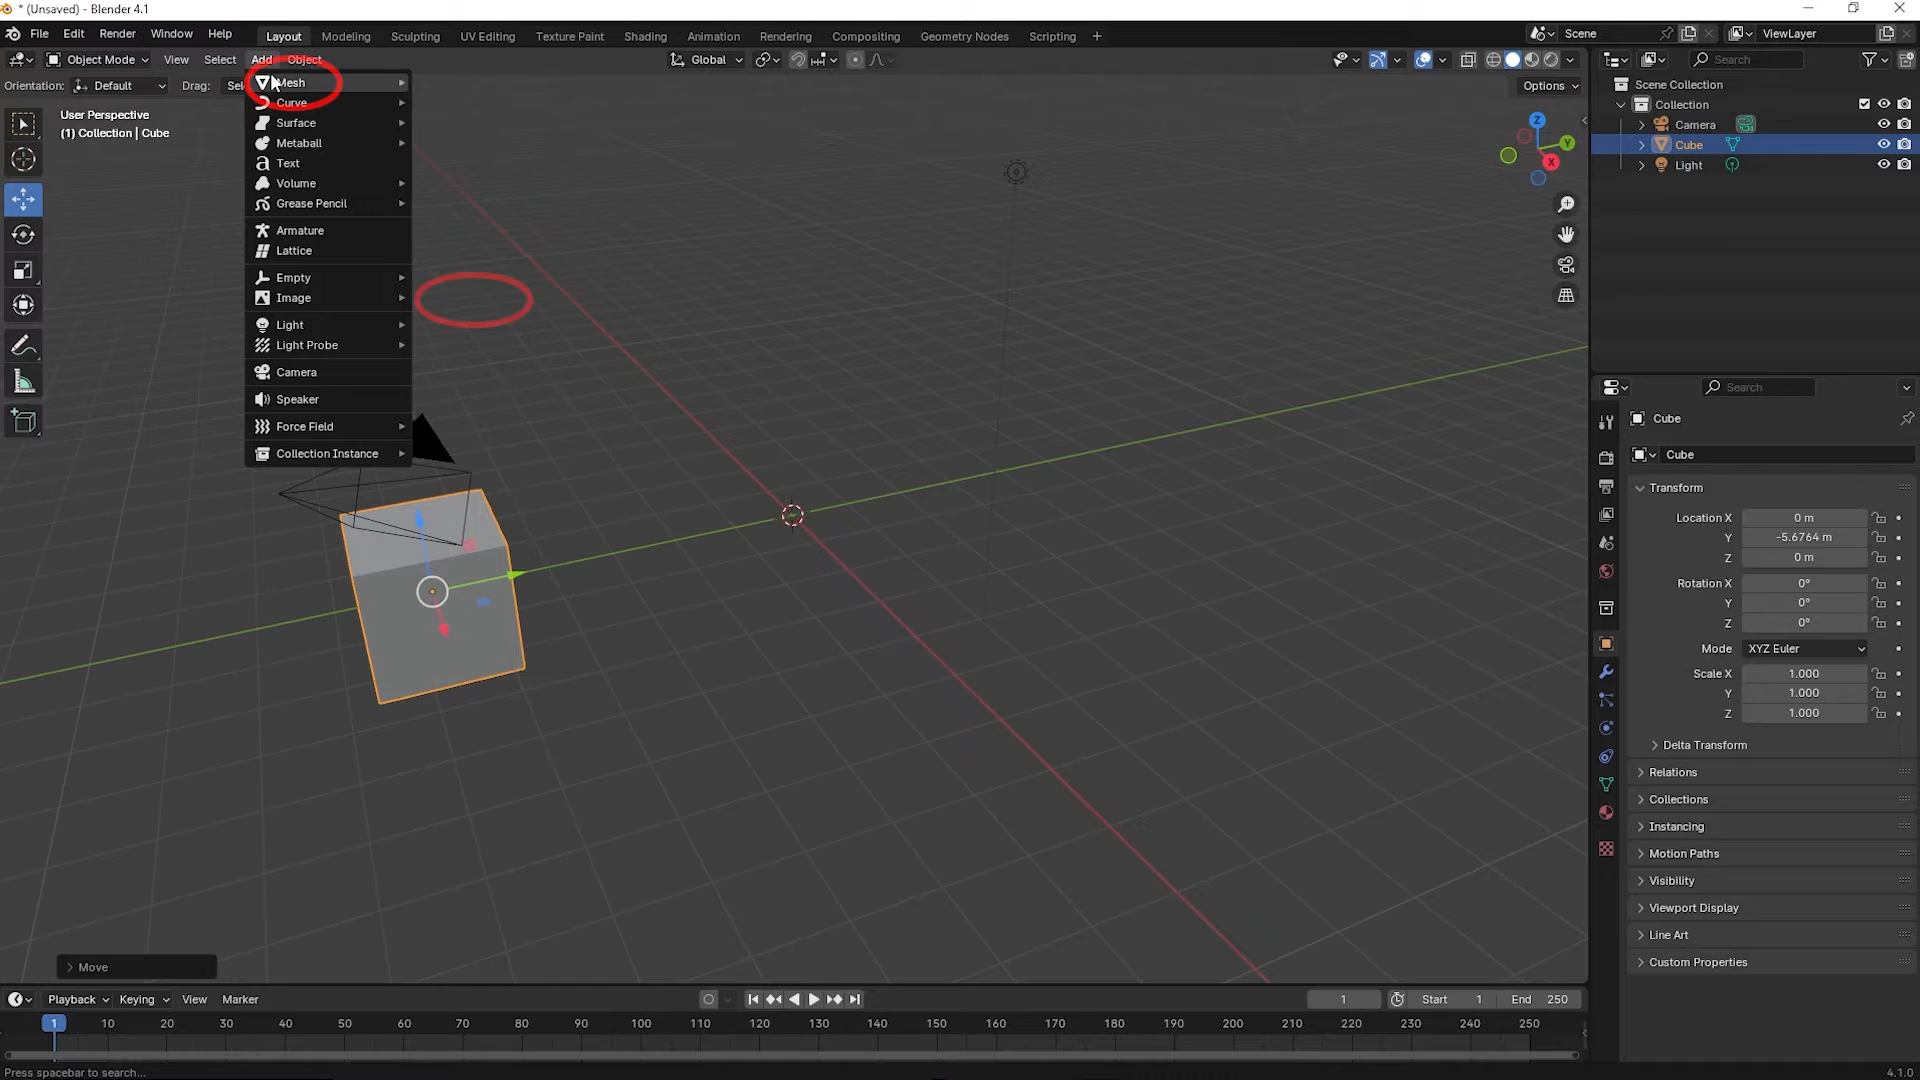 * (Unsaved) - Blender 4.1
File Edit Render Window Help Layout Modeling Sculpting UV Editing Texture Paint Shading Animation Rendering Compositing Geometry Nodes Scripting + Scene ViewLayer
Object Mode View Select Add Object Global Search
Orientation: Default Drag: Sel Options
User Perspective
(1) Collection | Cube
Mesh
Curve
Surface
Metaball
Text
Volume
Grease Pencil
Armature
Lattice
Empty
Image
Light
Light Probe
Camera
Speaker
Force Field
Collection Instance
Z
Y
X
Scene Collection
Collection
Camera
Cube
Light
Search
Cube
Cube
Transform
Location X 0 m
Y -5.6764 m
Z 0 m
Rotation X 0°
Y 0°
Z 0°
Mode XYZ Euler
Scale X 1.000
Y 1.000
Z 1.000
Delta Transform
Relations
Collections
Instancing
Motion Paths
Visibility
Viewport Display
Line Art
Custom Properties
Move
Playback Keying View Marker 1 Start 1 End 250
1 10 20 30 40 50 60 70 80 90 100 110 120 130 140 150 160 170 180 190 200 210 220 230 240 250
Press spacebar to search... 4.1.0